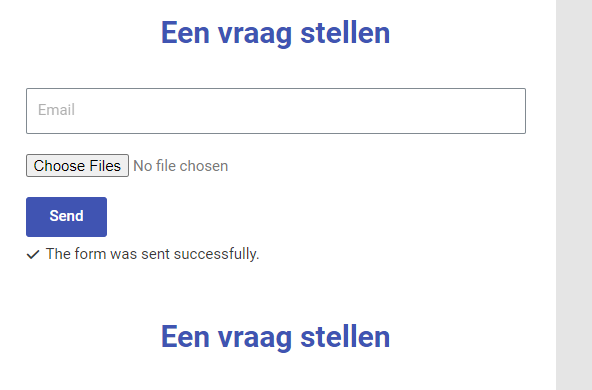 Een vraag stellen
Email
Choose Files No file chosen
Send
The form was sent successfully.
Een vraag stellen